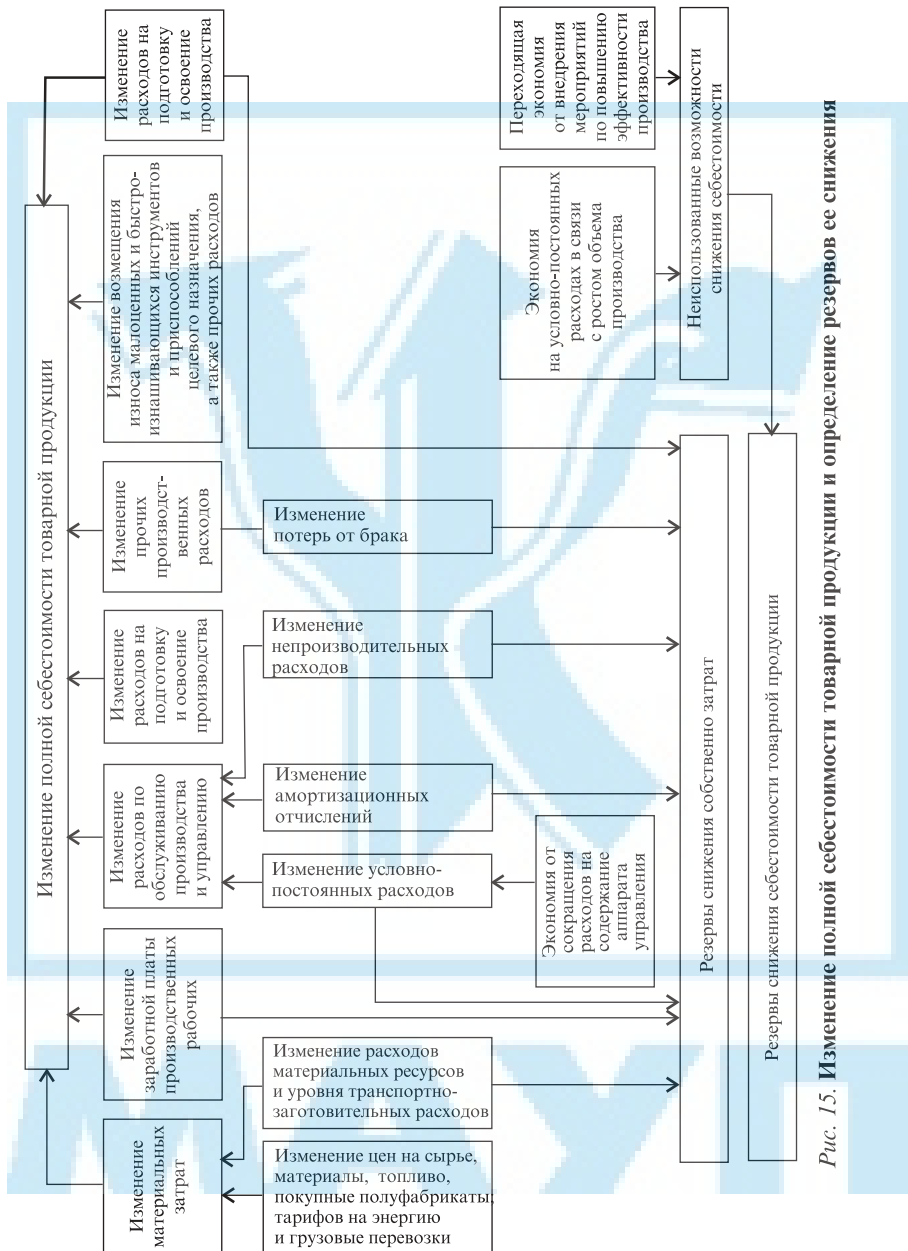 Изменение полной себестоимости товарной продукции
Изменение
материальных
затрат
Изменение
заработной платы
производственных
рабочих
Изменение
расходов по
обслуживанию
производства
и управлению
Изменение
расходов на
подготовку
и освоение
производства
Изменение
прочих
производст-
венных
расходов
Изменение возмещения
износа малоценных и быстро-
изнашивающихся инструментов
и приспособлений
целевого назначения,
а также прочих расходов
Изменение
расходов на
подготовку
и освоение
производства
Изменение цен на сырье,
материалы, топливо,
покупные полуфабрикаты;
тарифов на энергию
и грузовые перевозки
Изменение расходов
материальных ресурсов
и уровня транспортно-
заготовительных расходов
Изменение условно-
постоянных расходов
Изменение
амортизационных
отчислений
Изменение
непроизводительных
расходов
Изменение
потерь от брака
Экономия от
сокращения
расходов на
содержание
аппарата
управления
Экономия
на условно-постоянных
расходах в связи
с ростом объема
производства
Переходящая
экономия
от внедрения
мероприятий
по повышению
эффективности
производства
Резервы снижения собственно затрат
Неиспользованные возможности
снижения себестоимости
Резервы снижения себестоимости товарной продукции
Рис. 15. Изменение полной себестоимости товарной продукции и определение резервов ее снижения
МАУП